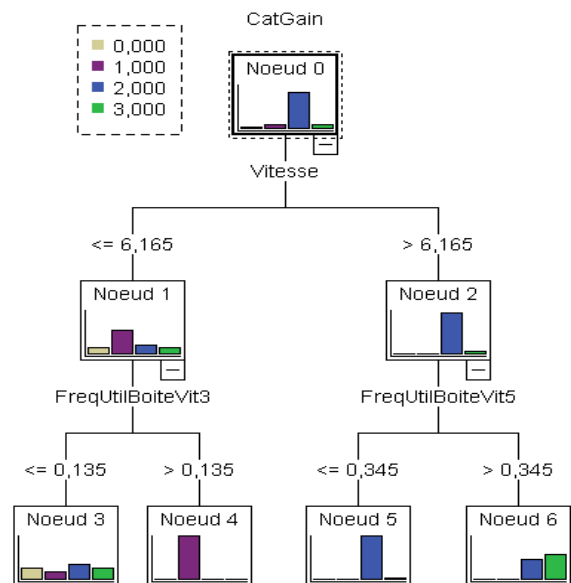 CatGain
0,000
1,000
2,000
3,000
Noeud 0
Vitesse
<= 6,165
> 6,165
Noeud 1
Noeud 2
FreqUtilBoiteVit3
FreqUtilBoiteVit5
<= 0,135
> 0,135
<= 0,345
> 0,345
Noeud 3
Noeud 4
Noeud 5
Noeud 6